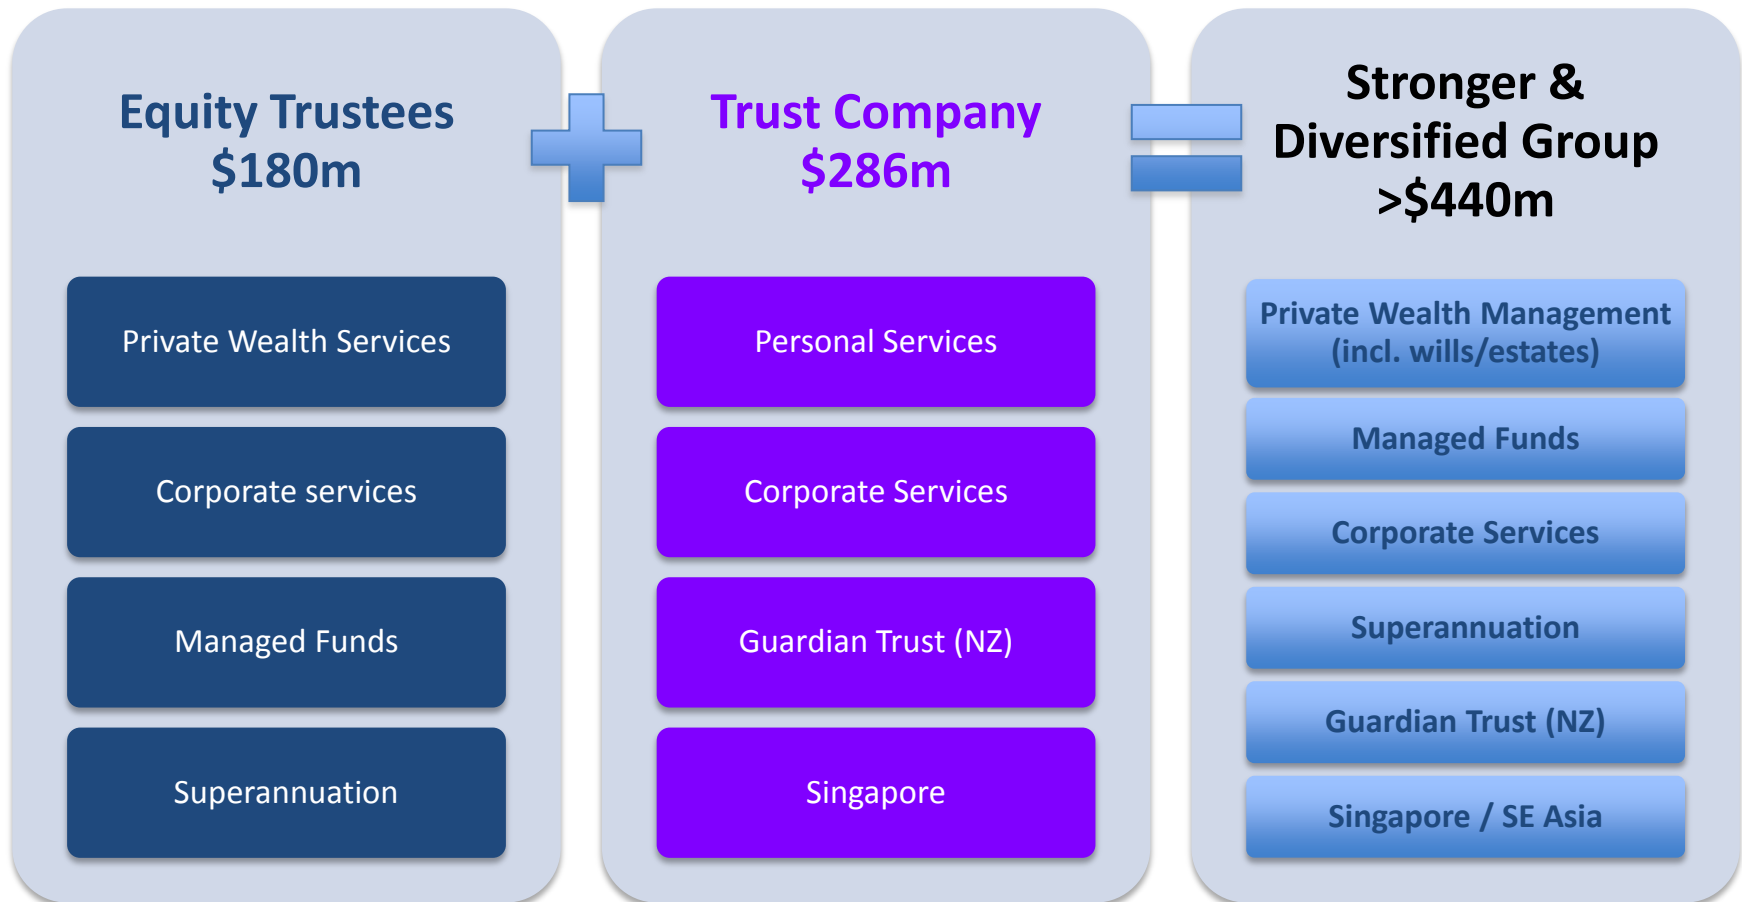 Equity Trustees
$180m
Private Wealth Services
Corporate services
Managed Funds
Superannuation
Trust Company
$286m
Personal Services
Corporate Services
Guardian Trust (NZ)
Singapore
Stronger &
Diversified Group
>$440m
Private Wealth Management
(incl. wills/estates)
Managed Funds
Corporate Services
Superannuation
Guardian Trust (NZ)
Singapore / SE Asia